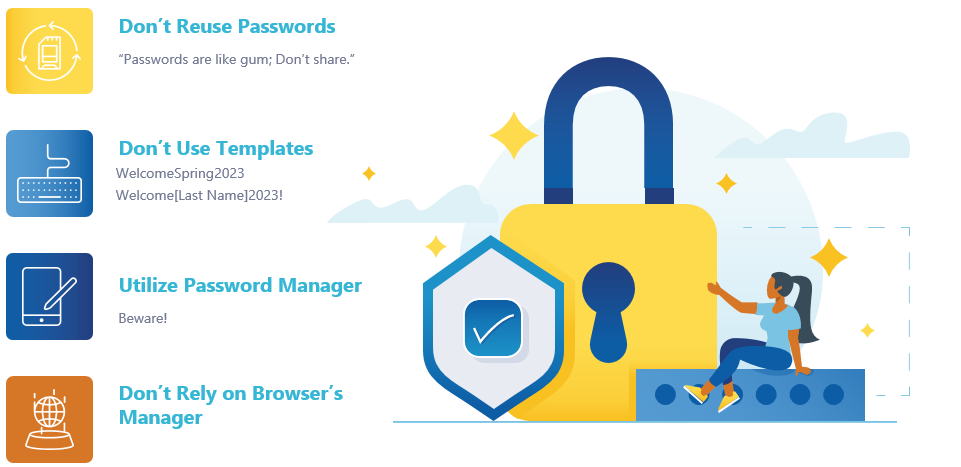 Don’t Reuse Passwords
“Passwords are like gum; Don’t share.”
Don’t Use Templates
WelcomeSpring2023
Welcome[Last Name]2023!
Utilize Password Manager
Beware!
Don’t Rely on Browser’s
Manager